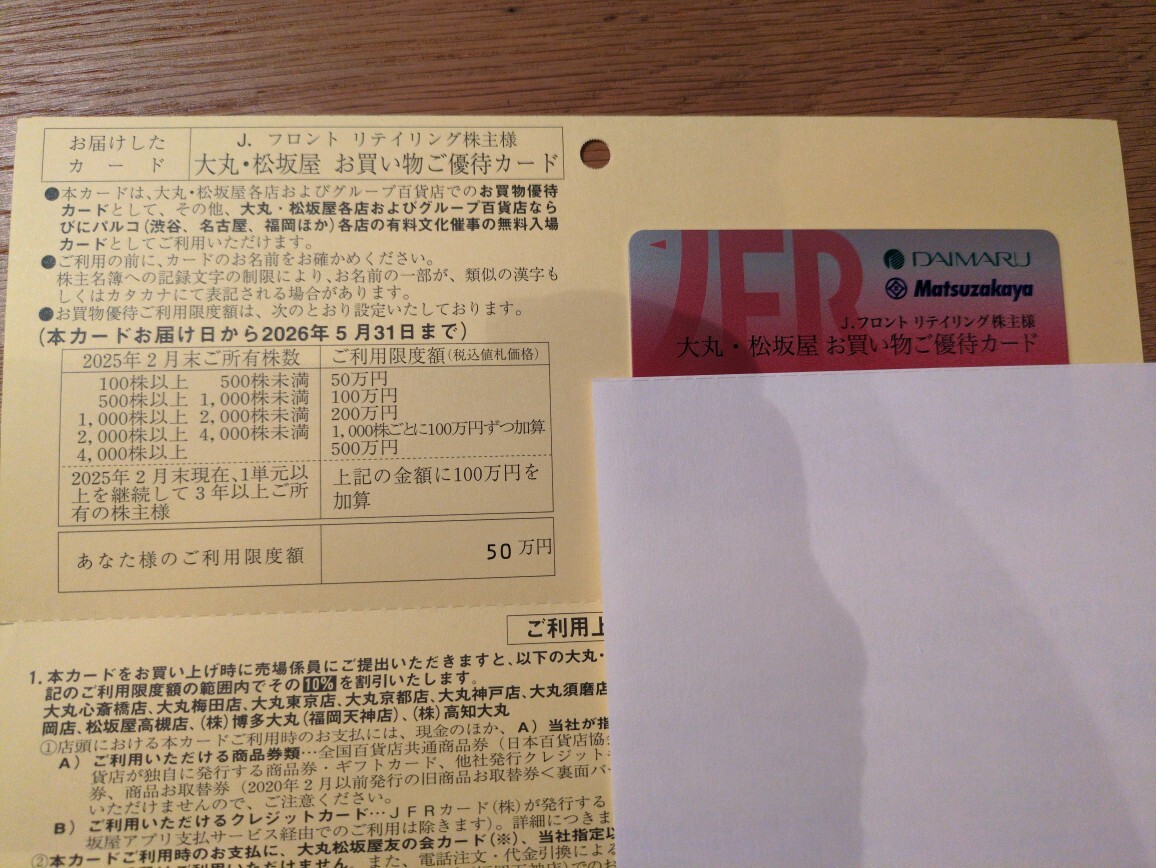 お届けした
カード
J. フロント リテイリング株主様
大丸・松坂屋 お買い物ご優待カード
●本カードは、大丸・松坂屋各店およびグループ百貨店でのお買物優待
カードとして、その他、大丸・松坂屋各店およびグループ百貨店なら
びにパルコ(渋谷、名古屋、福岡ほか)各店の有料文化催事の無料入場
カードとしてご利用いただけます。
●ご利用の前に、カードのお名前をお確かめください。
株主名簿への記録文字の制限により、お名前の一部が、類似の漢字も
しくはカタカナにて表記される場合があります。
●お買物優待ご利用限度額は、次のとおり設定いたしております。
(本カードお届け日から2026年5月31日まで)
2025年2月末ご所有株数 ご利用限度額(税込値札価格)
100株以上 500株未満 50万円
500株以上 1,000株未満 100万円
1,000株以上 2,000株未満 200万円
2,000株以上 4,000株未満 1,000株ごとに100万円ずつ加算
4,000株以上 500万円
2025年2月末現在、1単元以
上を継続して3年以上ご所
有の株主様
上記の金額に100万円を
加算
あなた様のご利用限度額 50万円
JFR
DAIMARU
Matsuzakaya
J.フロント リテイリング株主様
大丸・松坂屋 お買い物ご優待カード
ご利用上
1.本カードをお買い上げ時に売場係員にご提出いただきますと、以下の大丸・
記のご利用限度額の範囲内でその10%を割引いたします。
大丸心斎橋店、大丸梅田店、大丸東京店、大丸京都店、大丸神戸店、大丸須磨店
岡店、松坂屋高槻店、(株)博多大丸(福岡天神店)、(株)高知大丸
①店頭における本カードご利用時のお支払には、現金のほか、A)当社が指
A)ご利用いただける商品券類…全国百貨店共通商品券(日本百貨店協
貨店が独自に発行する商品券・ギフトカード、他社発行クレジット
券、商品お取替券(2020年2月以前発行の旧商品お取替券<裏面バー
いただけませんので、ご注意ください。
B)ご利用いただけるクレジットカード…JFRカード(株)が発行する
坂屋アプリ支払サービス経由でのご利用は除きます)。詳細につきま
②本カードご利用時のお支払に、大丸松坂屋友の会カード(※)、当社指定以
ご利用いただけません。また、電話注文・代金引換による